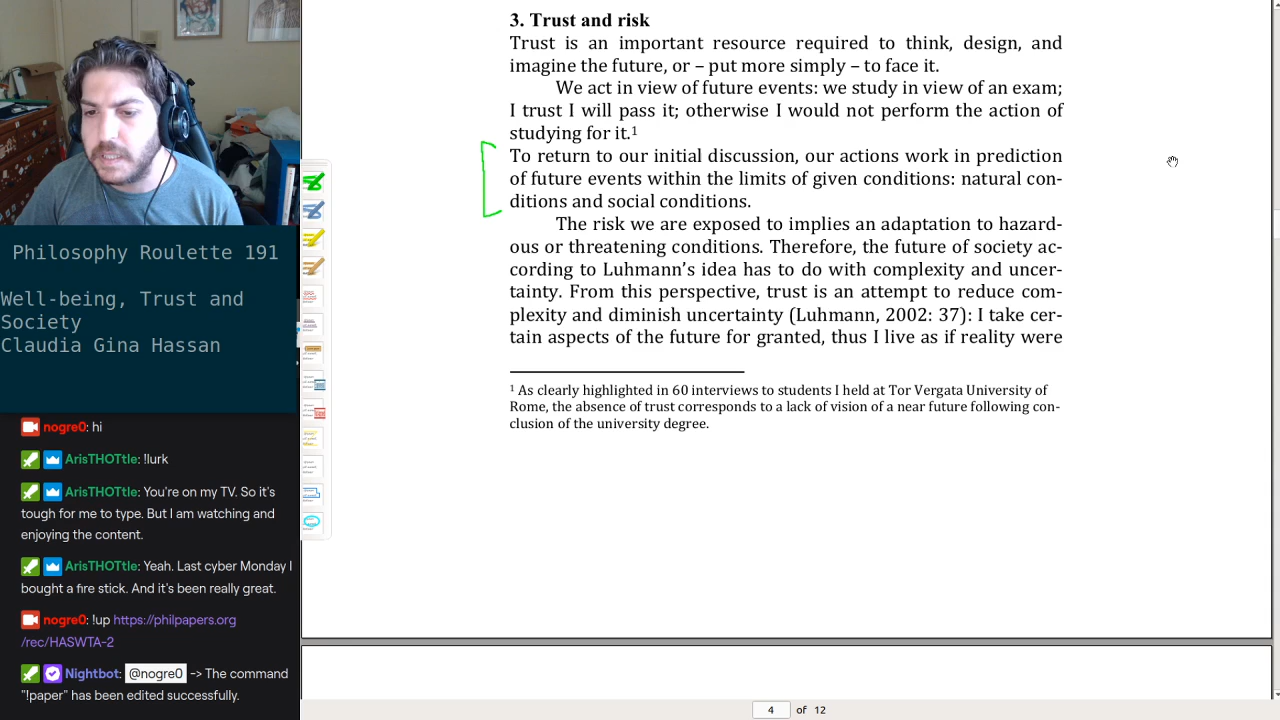 3. Trust and risk
Trust is an important resource required to think, design, and
imagine the future, or – put more simply – to face it.
We act in view of future events: we study in view of an exam;
I trust I will pass it; otherwise I would not perform the action of
studying for it.1
To return to our initial discussion, our actions work in prediction
of future events within the limits of given conditions: natural con-
ditions and social condition.
The risk we are exposed to implies an adaptation to hazard-
ous or threatening conditions. Therefore, the future of society ac-
cording to Luhman's ideas has to do with complexity and uncer-
tainty. From this perspective, trust is an attempt to reduce com-
plexity and diminish uncertainty (Luhmann, 2002: 37): I take cer-
tain aspects of the future for granted, thus I live as if reality were
1 As clearly highlighted in 60 interviews to students enrolled at Tor Vergata University of
Rome, the absence of trust corresponds to a lack of vision of a near future following con-
clusion of the university degree.
Philosophy Roulette 191
Well-being, Trust and
Society
Claudia Gina Hassan
nogre0: hi
ArisTHOTtle: !lurk
ArisTHOTtle: You're on my TV. So it's
tough for me to type. But I am watching and
enjoying the content.
ArisTHOTtle: Yeah. Last cyber Monday I
bought a fire stick. And it's been really great.
nogre0: !up https://philpapers.org
/rec/HASWTA-2
Nightbot: @nogre0 -> The command
"!paper" has been edited successfully.
4 of 12